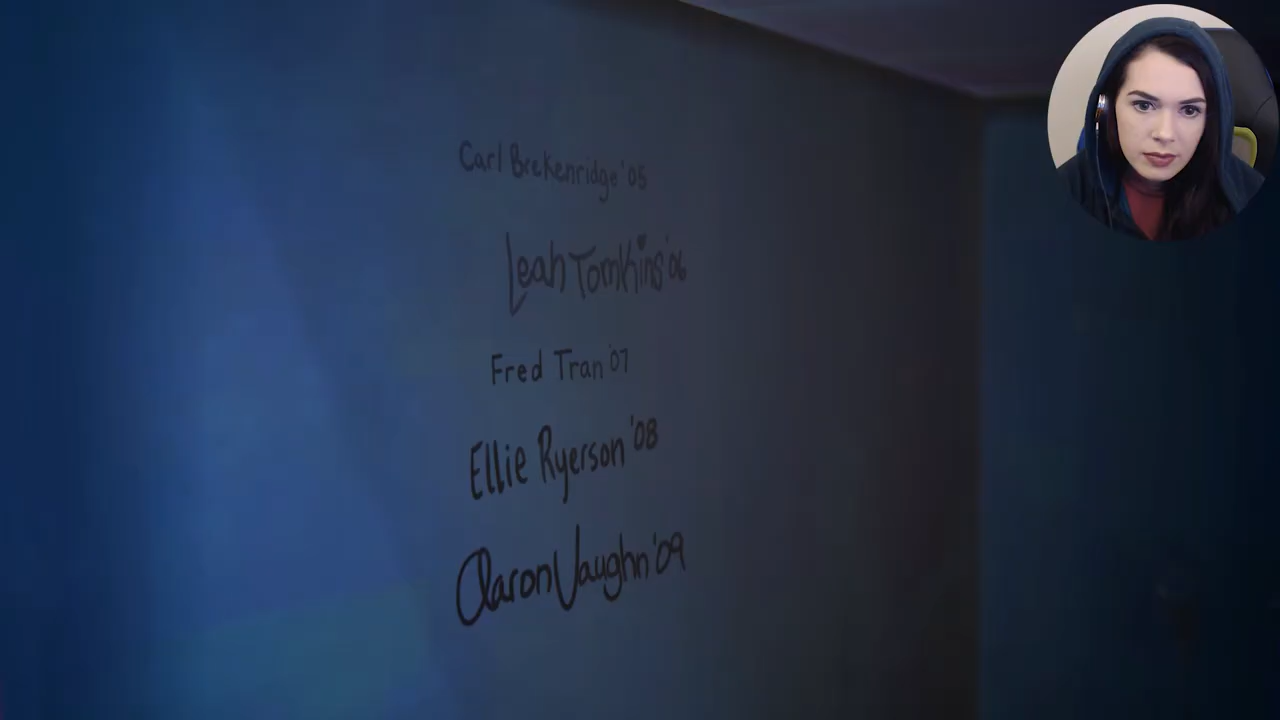 Carl Brekenridge '05
Leah Tomkins '06
Fred Tran '07
Ellie Ryerson '08
Aaron Vaughn '09